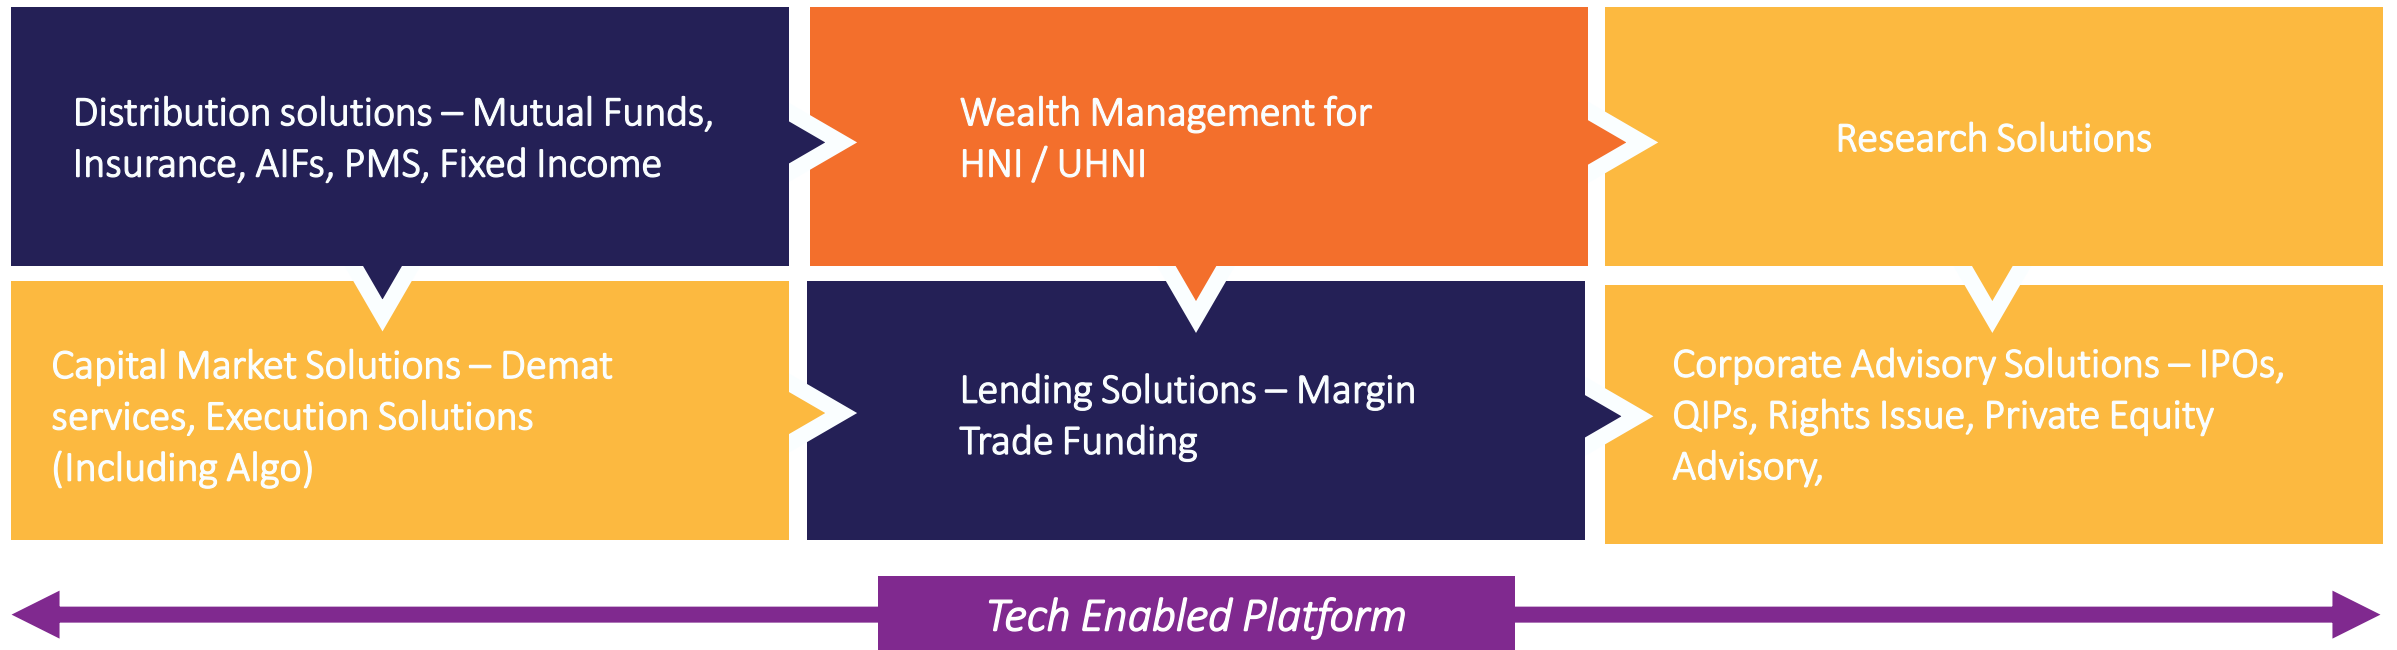 Distribution solutions – Mutual Funds,
Insurance, AIFs, PMS, Fixed Income
Wealth Management for
HNI / UHNI
Research Solutions
Capital Market Solutions – Demat
services, Execution Solutions
(Including Algo)
Lending Solutions – Margin
Trade Funding
Corporate Advisory Solutions – IPOs,
QIPs, Rights Issue, Private Equity
Advisory,
Tech Enabled Platform